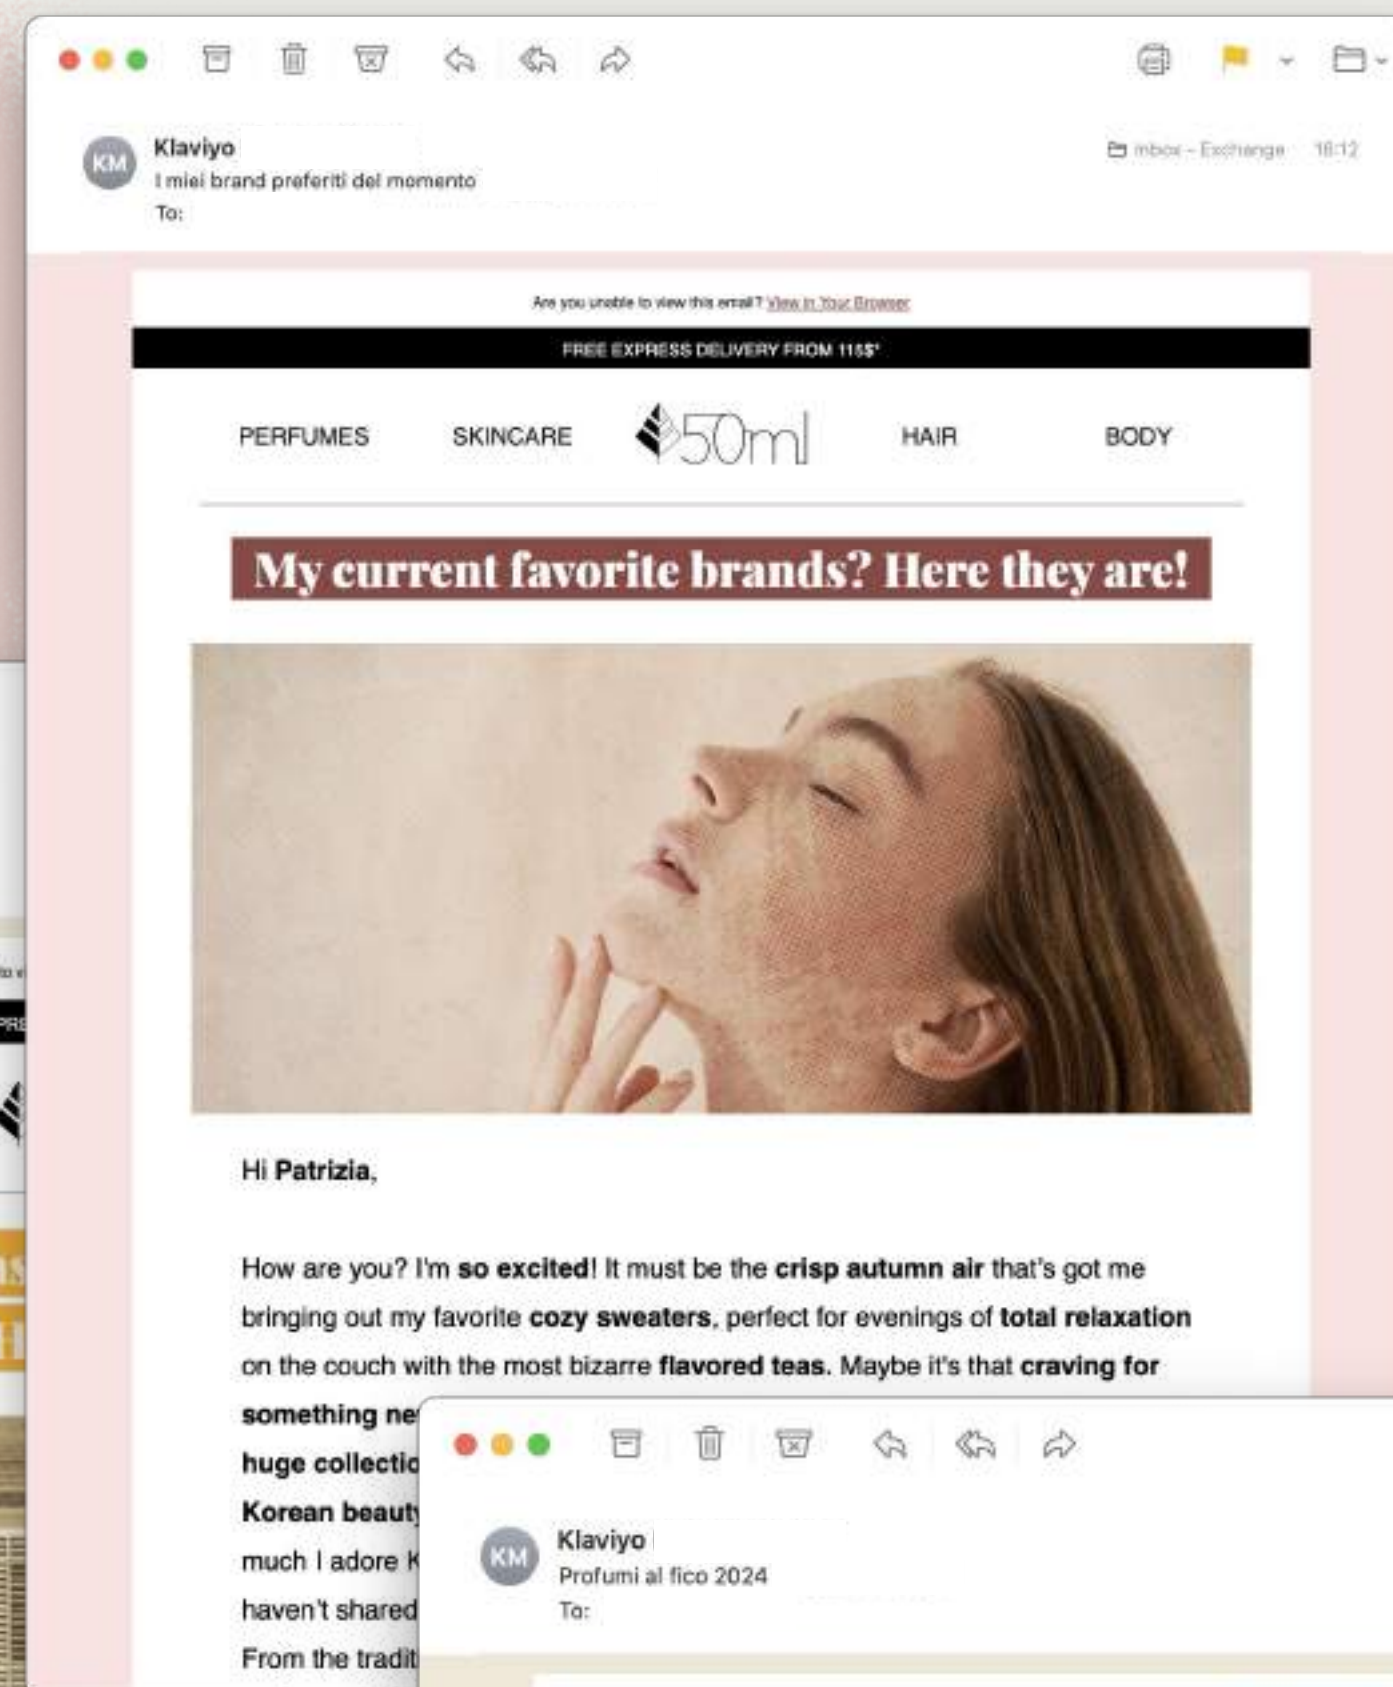 KM
Klaviyo
I miei brand preferiti del momento
To:
mbox – Exchange 16:12
Are you unable to view this email? View in Your Browser
FREE EXPRESS DELIVERY FROM 115$*
PERFUMES SKINCARE 50ml HAIR BODY
My current favorite brands? Here they are!
Hi Patrizia,
How are you? I'm so excited! It must be the crisp autumn air that's got me
bringing out my favorite cozy sweaters, perfect for evenings of total relaxation
on the couch with the most bizarre flavored teas. Maybe it's that craving for
something
huge
Korean
much I adore
haven't shared
From the
KM
Klaviyo
Profumi al fico 2024
To: